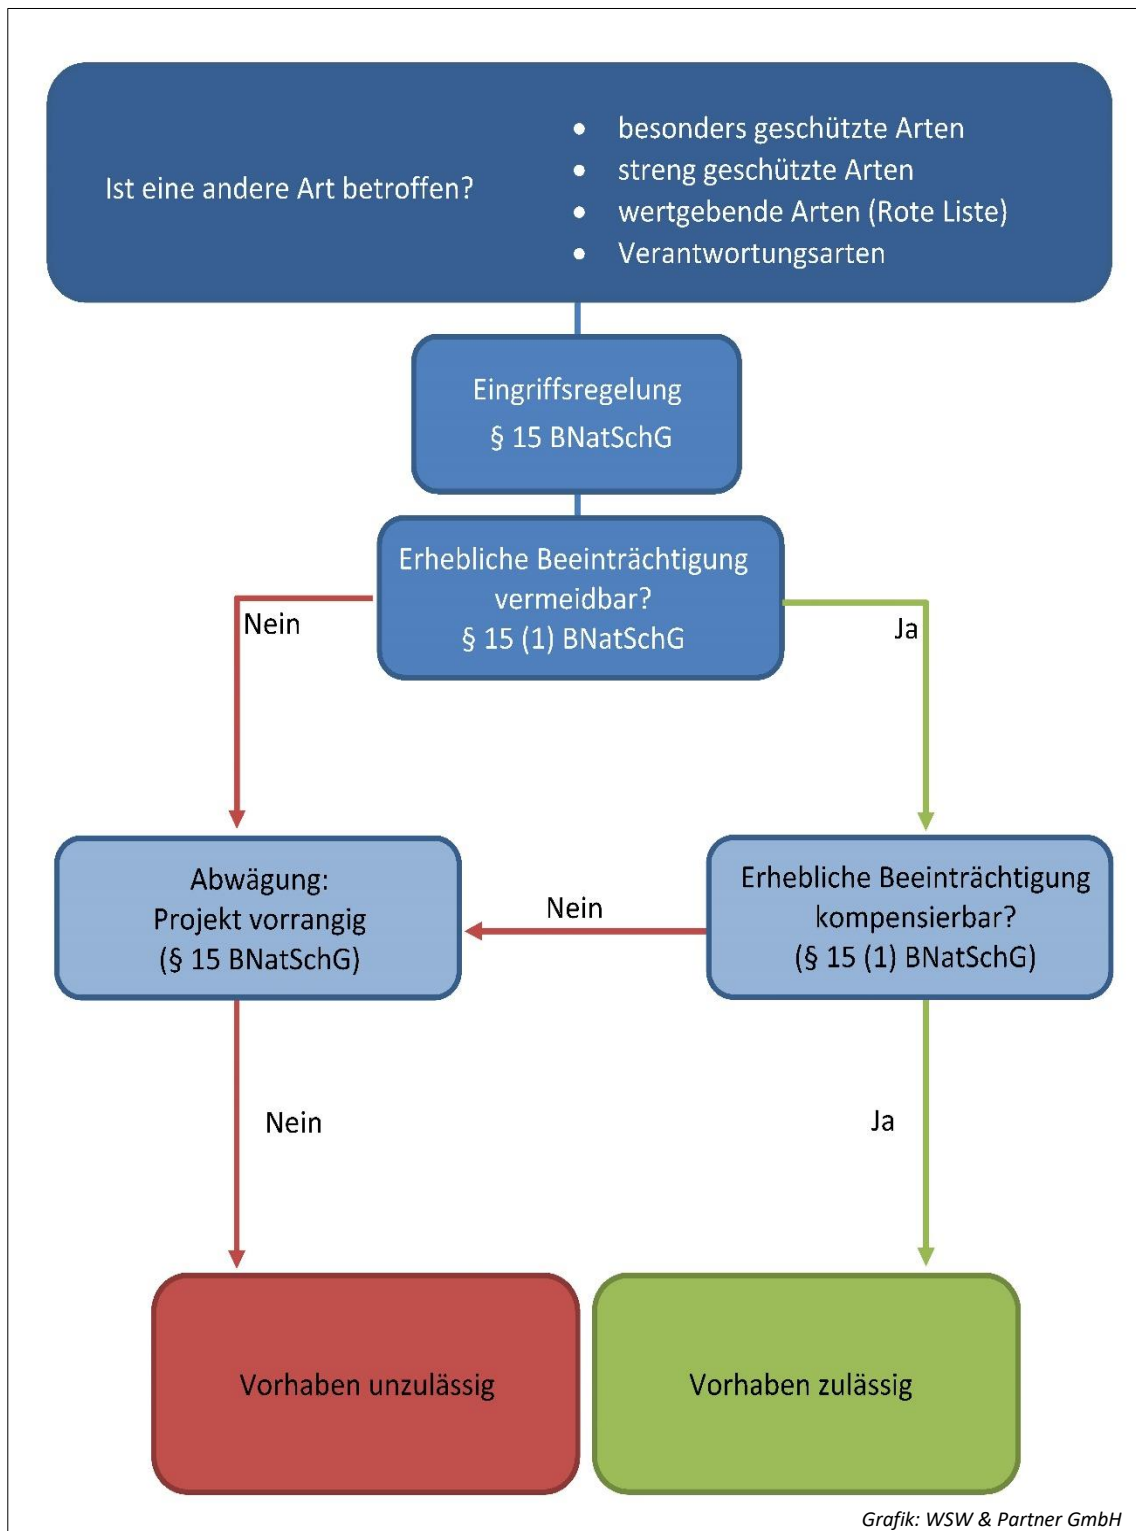 Ist eine andere Art betroffen?
• besonders geschützte Arten
• streng geschützte Arten
• wertgebende Arten (Rote Liste)
• Verantwortungsarten
Eingriffsregelung
§ 15 BNatSchG
Erhebliche Beeinträchtigung
vermeidbar?
§ 15 (1) BNatSchG
Nein
Ja
Abwägung:
Projekt vorrangig
(§ 15 BNatSchG)
Nein
Erhebliche Beeinträchtigung
kompensierbar?
(§ 15 (1) BNatSchG)
Nein
Ja
Vorhaben unzulässig
Vorhaben zulässig
Grafik: WSW & Partner GmbH